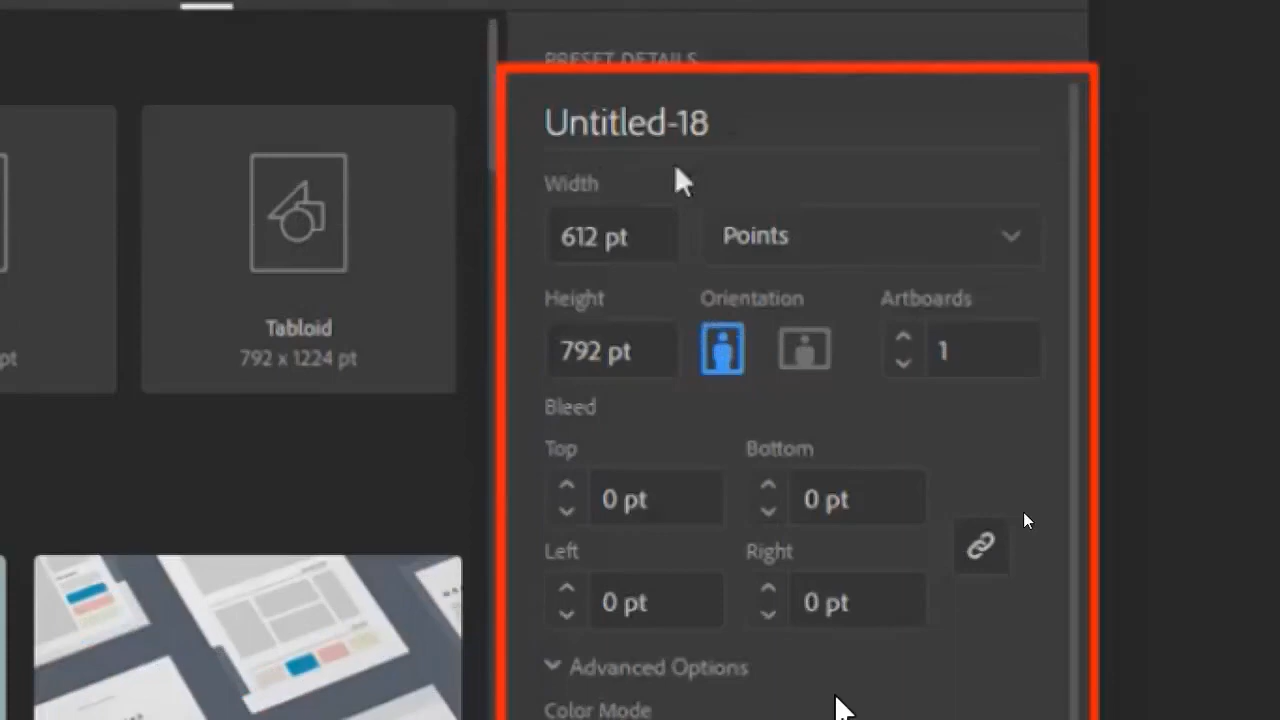 PRESET DETAILS
Untitled-18
Width
612 pt
Points
Height
Orientation
Artboards
792 pt
1
Bleed
Top
Bottom
0 pt
0 pt
Left
Right
0 pt
0 pt
Advanced Options
Color Mode
Tabloid
792 x 1224 pt
pt